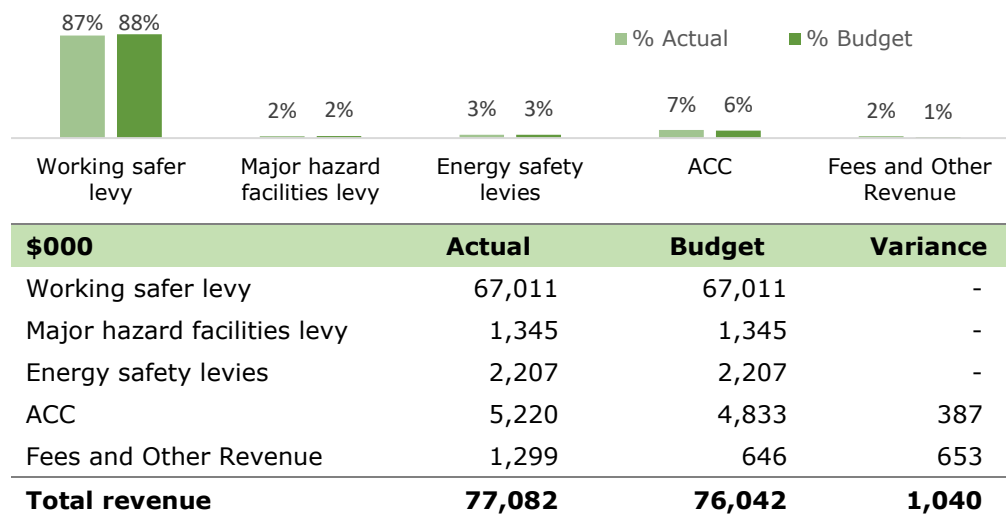 87% 88%
% Actual % Budget
2% 2% 3% 3% 7% 6% 2% 1%
Working safer levy
Major hazard facilities levy
Energy safety levies
ACC
Fees and Other Revenue
$000 Actual Budget Variance
Working safer levy 67,011 67,011 -
Major hazard facilities levy 1,345 1,345 -
Energy safety levies 2,207 2,207 -
ACC 5,220 4,833 387
Fees and Other Revenue 1,299 646 653
Total revenue 77,082 76,042 1,040